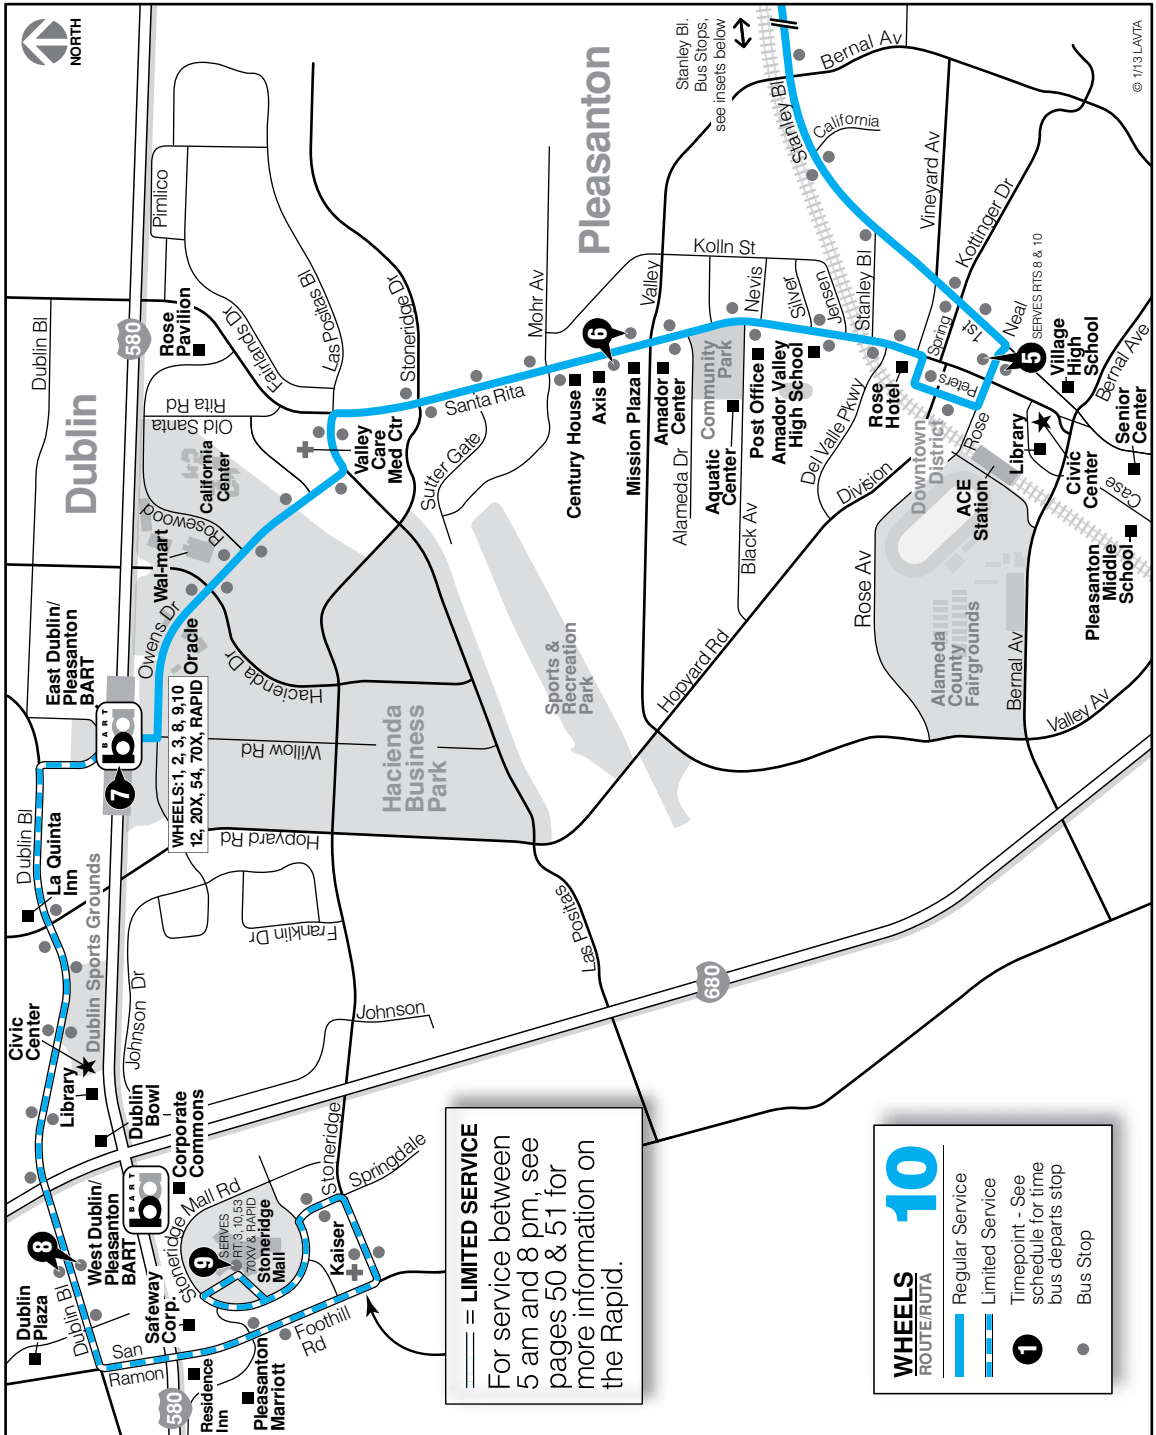 NORTH
Dublin
Pleasanton
Dublin Bl
580
Pimlico
Rose
Pavilion
Fairlands Dr
Las Positas Bl
Stoneridge Dr
Old Santa
Rita Rd
California
Center
Rosewood
Wal-mart
Owens Dr
Oracle
Hacienda Dr
Hacienda
Valley
Care
Med Ctr
Santa Rita
Sutter Gate
Mohr Av
East Dublin/
Pleasanton
BART
BART
ba
7
WHEELS:1, 2, 3, 8, 9,10
12, 20X, 54, 70X, RAPID
Willow Rd
Hacienda
Business
Park
Hopyard Rd
Sports &
Recreation
Park
Century House
Axis
6
Mission Plaza
Amador
Center
Valley
Alameda Dr
Community
Park
Aquatic
Center
Kolln St
Nevis
Black Av
Post Office
Amador Valley
High School
Silver
Jensen
Del Valle Pkwy
Stanley Bl
Stanley Bl
California
Stanley Bl.
Bus Stops,
see insets below
Bernal Av
Vineyard Av
Kottinger Dr
Rose
Hotel
Division
Spring
Peters
1st
Neal
5
SERVES RTS 8 & 10
Downtown
District
Rose
ACE
Station
Library
Civic
Center
Village
High
School
Bernal Ave
Senior
Center
Case
Pleasanton
Middle
School
Rose Av
Alameda
County
Fairgrounds
Bernal Av
Valley Av
Hopyard Rd
Las Positas
680
Dublin Bl
La Quinta
Inn
Dublin Sports Grounds
Civic
Center
Library
Dublin
Bowl
Johnson Dr
Franklin Dr
Johnson
Corporate
Commons
BART
ba
West Dublin/
Pleasanton
BART
8
Dublin
Plaza
Dublin Bl
Safeway
Corp.
Stoneridge Mall Rd
9
SERVES
RT. 3, 10,53
70XV & RAPID
Stoneridge
Mall
Stoneridge
Springdale
Kaiser
Foothill
Rd
San
Ramon
580
Residence
Inn
Pleasanton
Marriott
= LIMITED SERVICE
For service between
5 am and 8 pm, see
pages 50 & 51 for
more information on
the Rapid.
WHEELS
ROUTE/RUTA
10
Regular Service
Limited Service
1
Timepoint - See
schedule for time
bus departs stop
Bus Stop
© 1/13 LAVTA